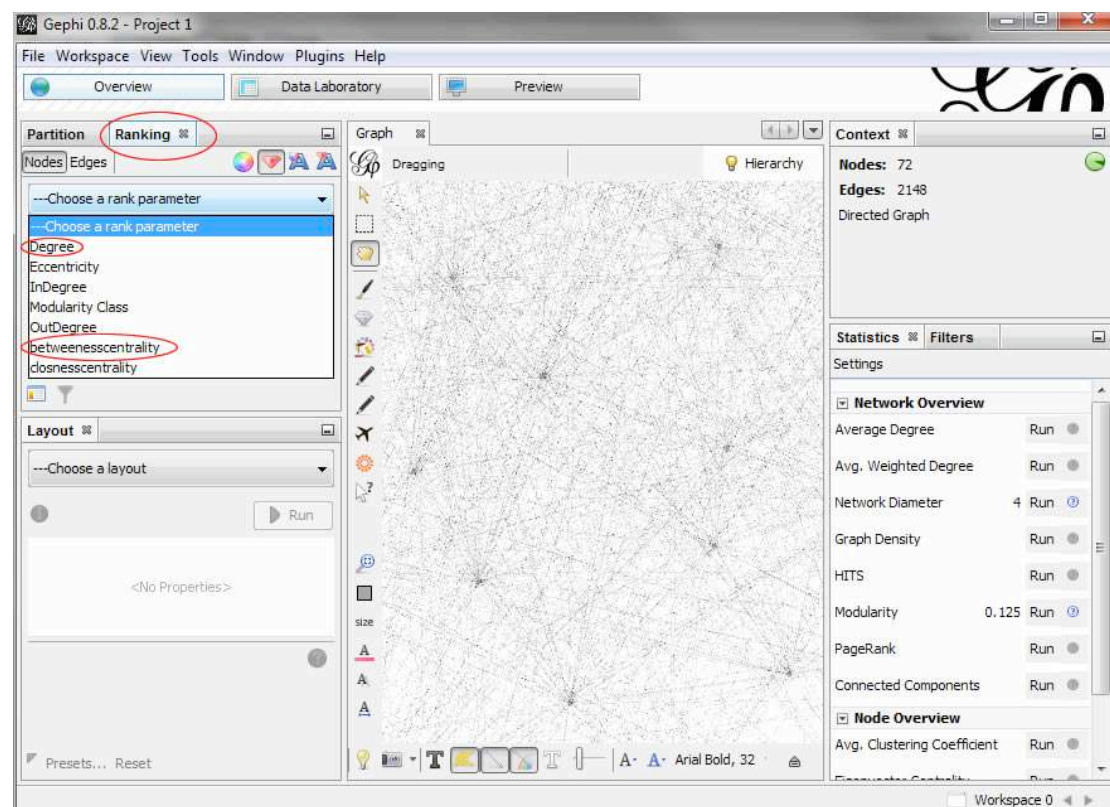 Gephi 0.8.2 - Project 1
File Workspace View Tools Window Plugins Help
Overview
Data Laboratory
Preview
Partition
Ranking
Nodes Edges
---Choose a rank parameter
---Choose a rank parameter
Degree
Eccentricity
InDegree
Modularity Class
OutDegree
betweenesscentrality
closnesscentrality
Layout
---Choose a layout
Run
<No Properties>
Presets... Reset
Graph
Dragging
Hierarchy
size
A
A
A
T
T
A- A- Arial Bold, 32
Context
Nodes: 72
Edges: 2148
Directed Graph
Statistics
Filters
Settings
Network Overview
Average Degree Run
Avg. Weighted Degree Run
Network Diameter 4 Run
Graph Density Run
HITS Run
Modularity 0.125 Run
PageRank Run
Connected Components Run
Node Overview
Avg. Clustering Coefficient Run
Eigenvector Centrality Run
Workspace 0